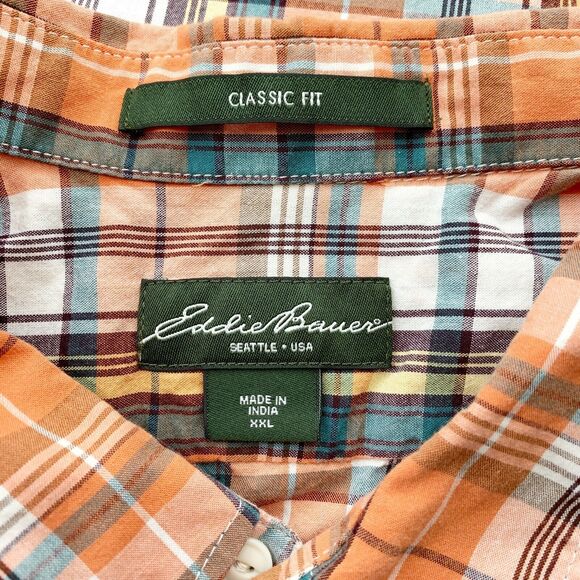 CLASSIC FIT
Eddie Bauer®
SEATTLE • USA
MADE IN
INDIA
XXL